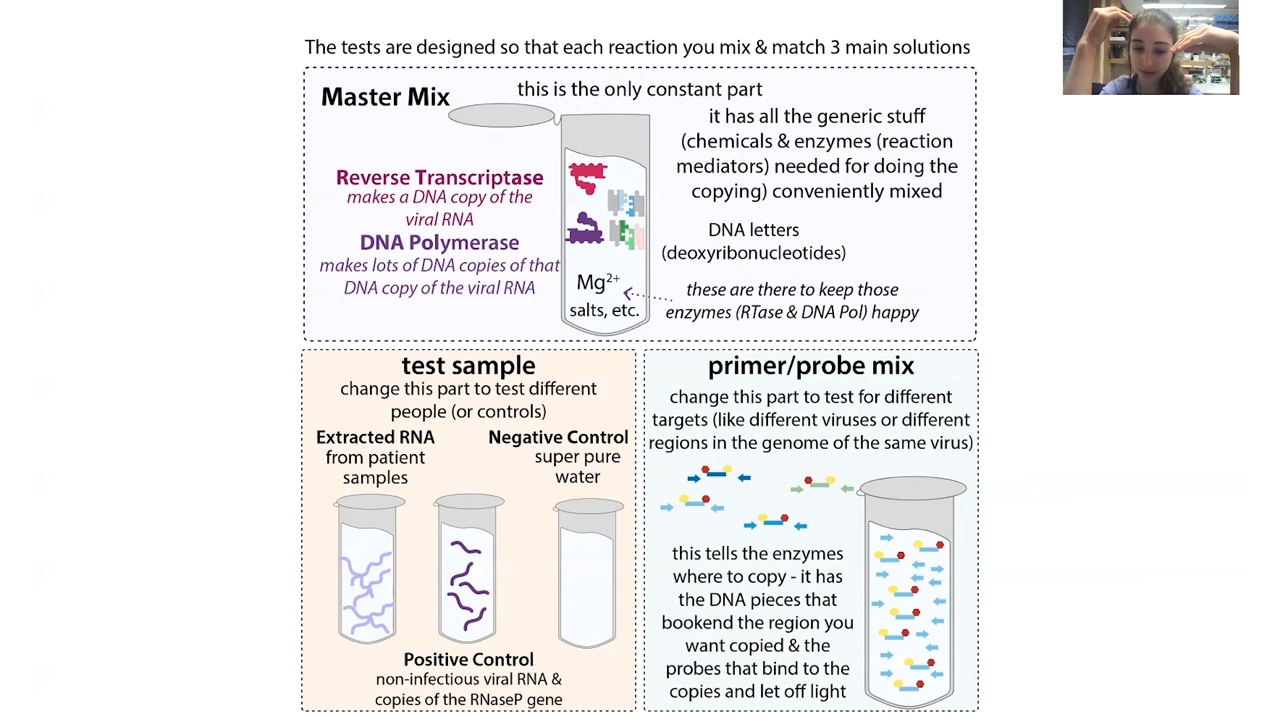 The tests are designed so that each reaction you mix & match 3 main solutions
Master Mix
this is the only constant part
it has all the generic stuff
(chemicals & enzymes (reaction
mediators) needed for doing the
copying) conveniently mixed
Reverse Transcriptase
makes a DNA copy of the
viral RNA
DNA Polymerase
makes lots of DNA copies of that
DNA copy of the viral RNA
DNA letters
(deoxyribonucleotides)
Mg2+
salts, etc.
these are there to keep those
enzymes (RTase & DNA Pol) happy
test sample
change this part to test different
people (or controls)
Extracted RNA
from patient
samples
Negative Control
super pure
water
Positive Control
non-infectious viral RNA &
copies of the RNaseP gene
primer/probe mix
change this part to test for different
targets (like different viruses or different
regions in the genome of the same virus)
this tells the enzymes
where to copy - it has
the DNA pieces that
bookend the region you
want copied & the
probes that bind to the
copies and let off light